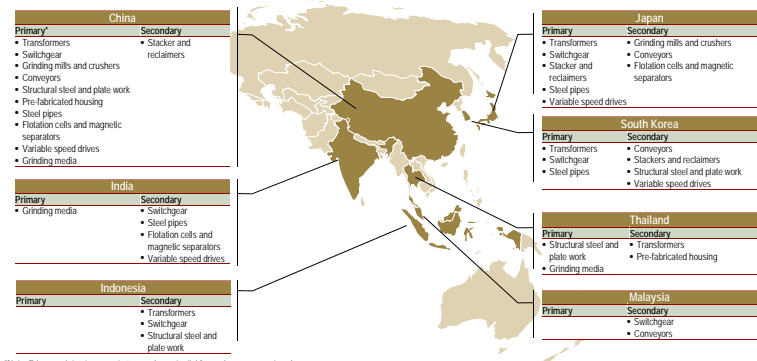 China
Primary* Secondary
• Transformers
• Switchgear
• Grinding mills and crushers
• Conveyors
• Structural steel and plate work
• Pre-fabricated housing
• Steel pipes
• Flotation cells and magnetic
separators
• Variable speed drives
• Grinding media
• Stacker and
reclaimers
India
Primary Secondary
• Grinding media
• Switchgear
• Steel pipes
• Flotation cells and
magnetic separators
• Variable speed drives
Indonesia
Primary Secondary
• Transformers
• Switchgear
• Structural steel and
plate work
Japan
Primary Secondary
• Transformers
• Switchgear
• Stacker and
reclaimers
• Steel pipes
• Variable speed drives
• Grinding mills and crushers
• Conveyors
• Flotation cells and magnetic
separators
South Korea
Primary Secondary
• Transformers
• Switchgear
• Steel pipes
• Conveyors
• Stackers and reclaimers
• Structural steel and plate work
• Variable speed drives
Thailand
Primary Secondary
• Structural steel and
plate work
• Grinding media
• Transformers
• Pre-fabricated housing
Malaysia
Primary Secondary
• Switchgear
• Conveyors